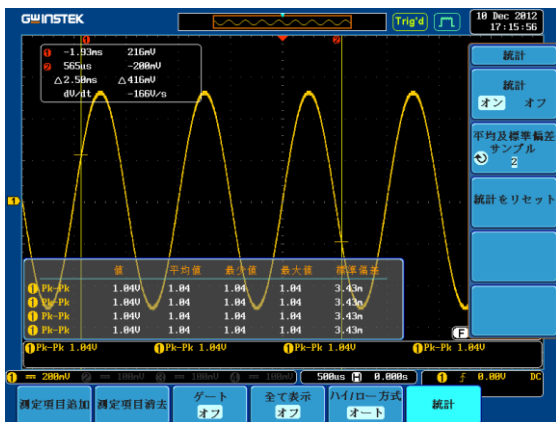 GWINSTEK
Trig'd
10 Dec 2012
17:15:56
1 -1.93ms 216mV
2 565us -200mV
△2.50ms △416mV
dV/dt -166V/s
統計
統計
オン オフ
平均及標準偏差
サンプル
2
統計をリセット
値 平均値 最少値 最大値 標準偏差
1 Pk-Pk 1.04V 1.04 1.04 1.04 3.43m
1 Pk-Pk 1.04V 1.04 1.04 1.04 3.43m
1 Pk-Pk 1.04V 1.04 1.04 1.04 3.43m
1 Pk-Pk 1.04V 1.04 1.04 1.04 3.43m
F
1 Pk-Pk 1.04V 1 Pk-Pk 1.04V 1 Pk-Pk 1.04V 1 Pk-Pk 1.04V
1 200mV 2 100mV 3 100mV 4 100mV 500us H 0.000s 1 0.00V DC
測定項目追加
測定項目消去
ゲート
オフ
全て表示
オフ
ハイ/ロー方式
オート
統計